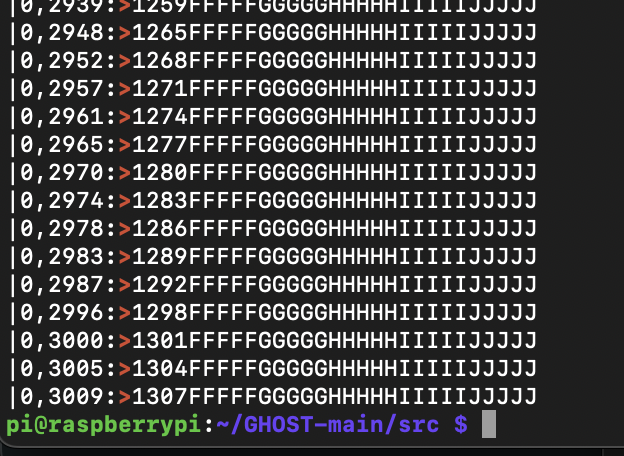 |0,2939:>1259FFFFFGGGGGHHHHHIIIIIJJJJJ
|0,2948:>1265FFFFFGGGGGHHHHHIIIIIJJJJJ
|0,2952:>1268FFFFFGGGGGHHHHHIIIIIJJJJJ
|0,2957:>1271FFFFFGGGGGHHHHHIIIIIJJJJJ
|0,2961:>1274FFFFFGGGGGHHHHHIIIIIJJJJJ
|0,2965:>1277FFFFFGGGGGHHHHHIIIIIJJJJJ
|0,2970:>1280FFFFFGGGGGHHHHHIIIIIJJJJJ
|0,2974:>1283FFFFFGGGGGHHHHHIIIIIJJJJJ
|0,2978:>1286FFFFFGGGGGHHHHHIIIIIJJJJJ
|0,2983:>1289FFFFFGGGGGHHHHHIIIIIJJJJJ
|0,2987:>1292FFFFFGGGGGHHHHHIIIIIJJJJJ
|0,2996:>1298FFFFFGGGGGHHHHHIIIIIJJJJJ
|0,3000:>1301FFFFFGGGGGHHHHHIIIIIJJJJJ
|0,3005:>1304FFFFFGGGGGHHHHHIIIIIJJJJJ
|0,3009:>1307FFFFFGGGGGHHHHHIIIIIJJJJJ
pi@raspberrypi:~/GHOST-main/src $